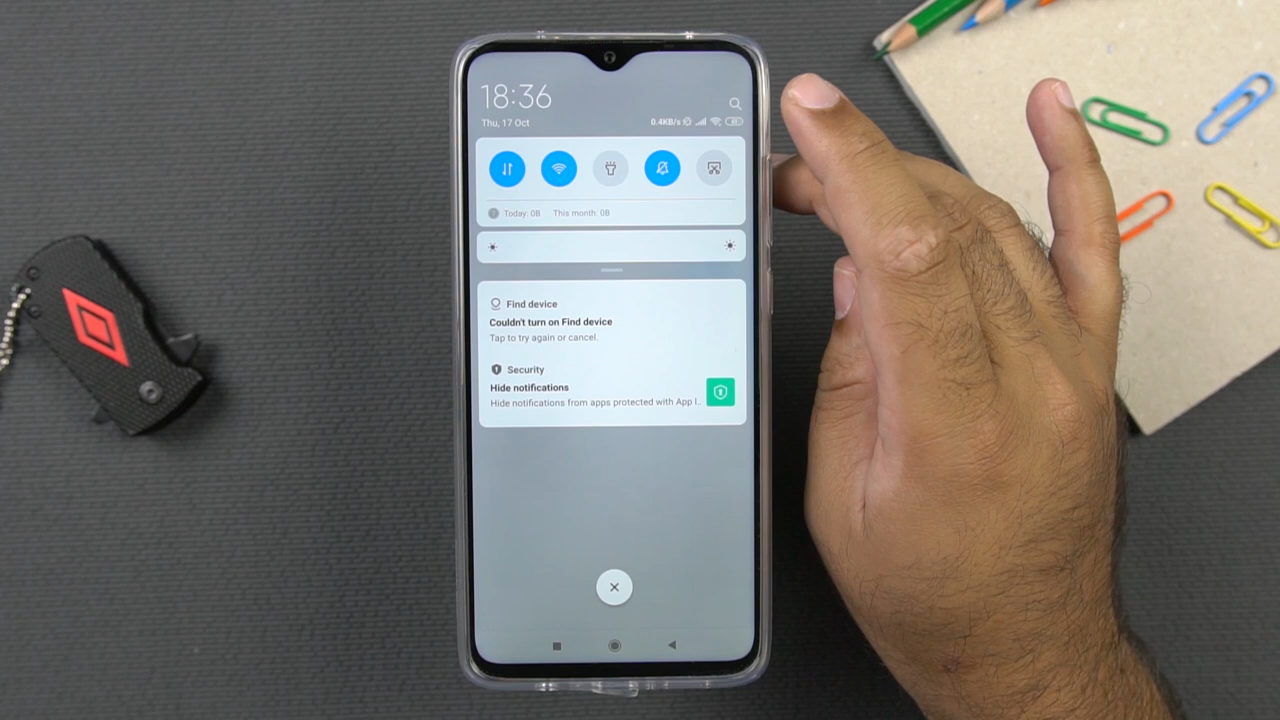 18:36
Thu, 17 Oct
0.4KB/s
Today: 0B This month: 0B
Find device
Couldn't turn on Find device
Tap to try again or cancel.
Security
Hide notifications
Hide notifications from apps protected with App l..